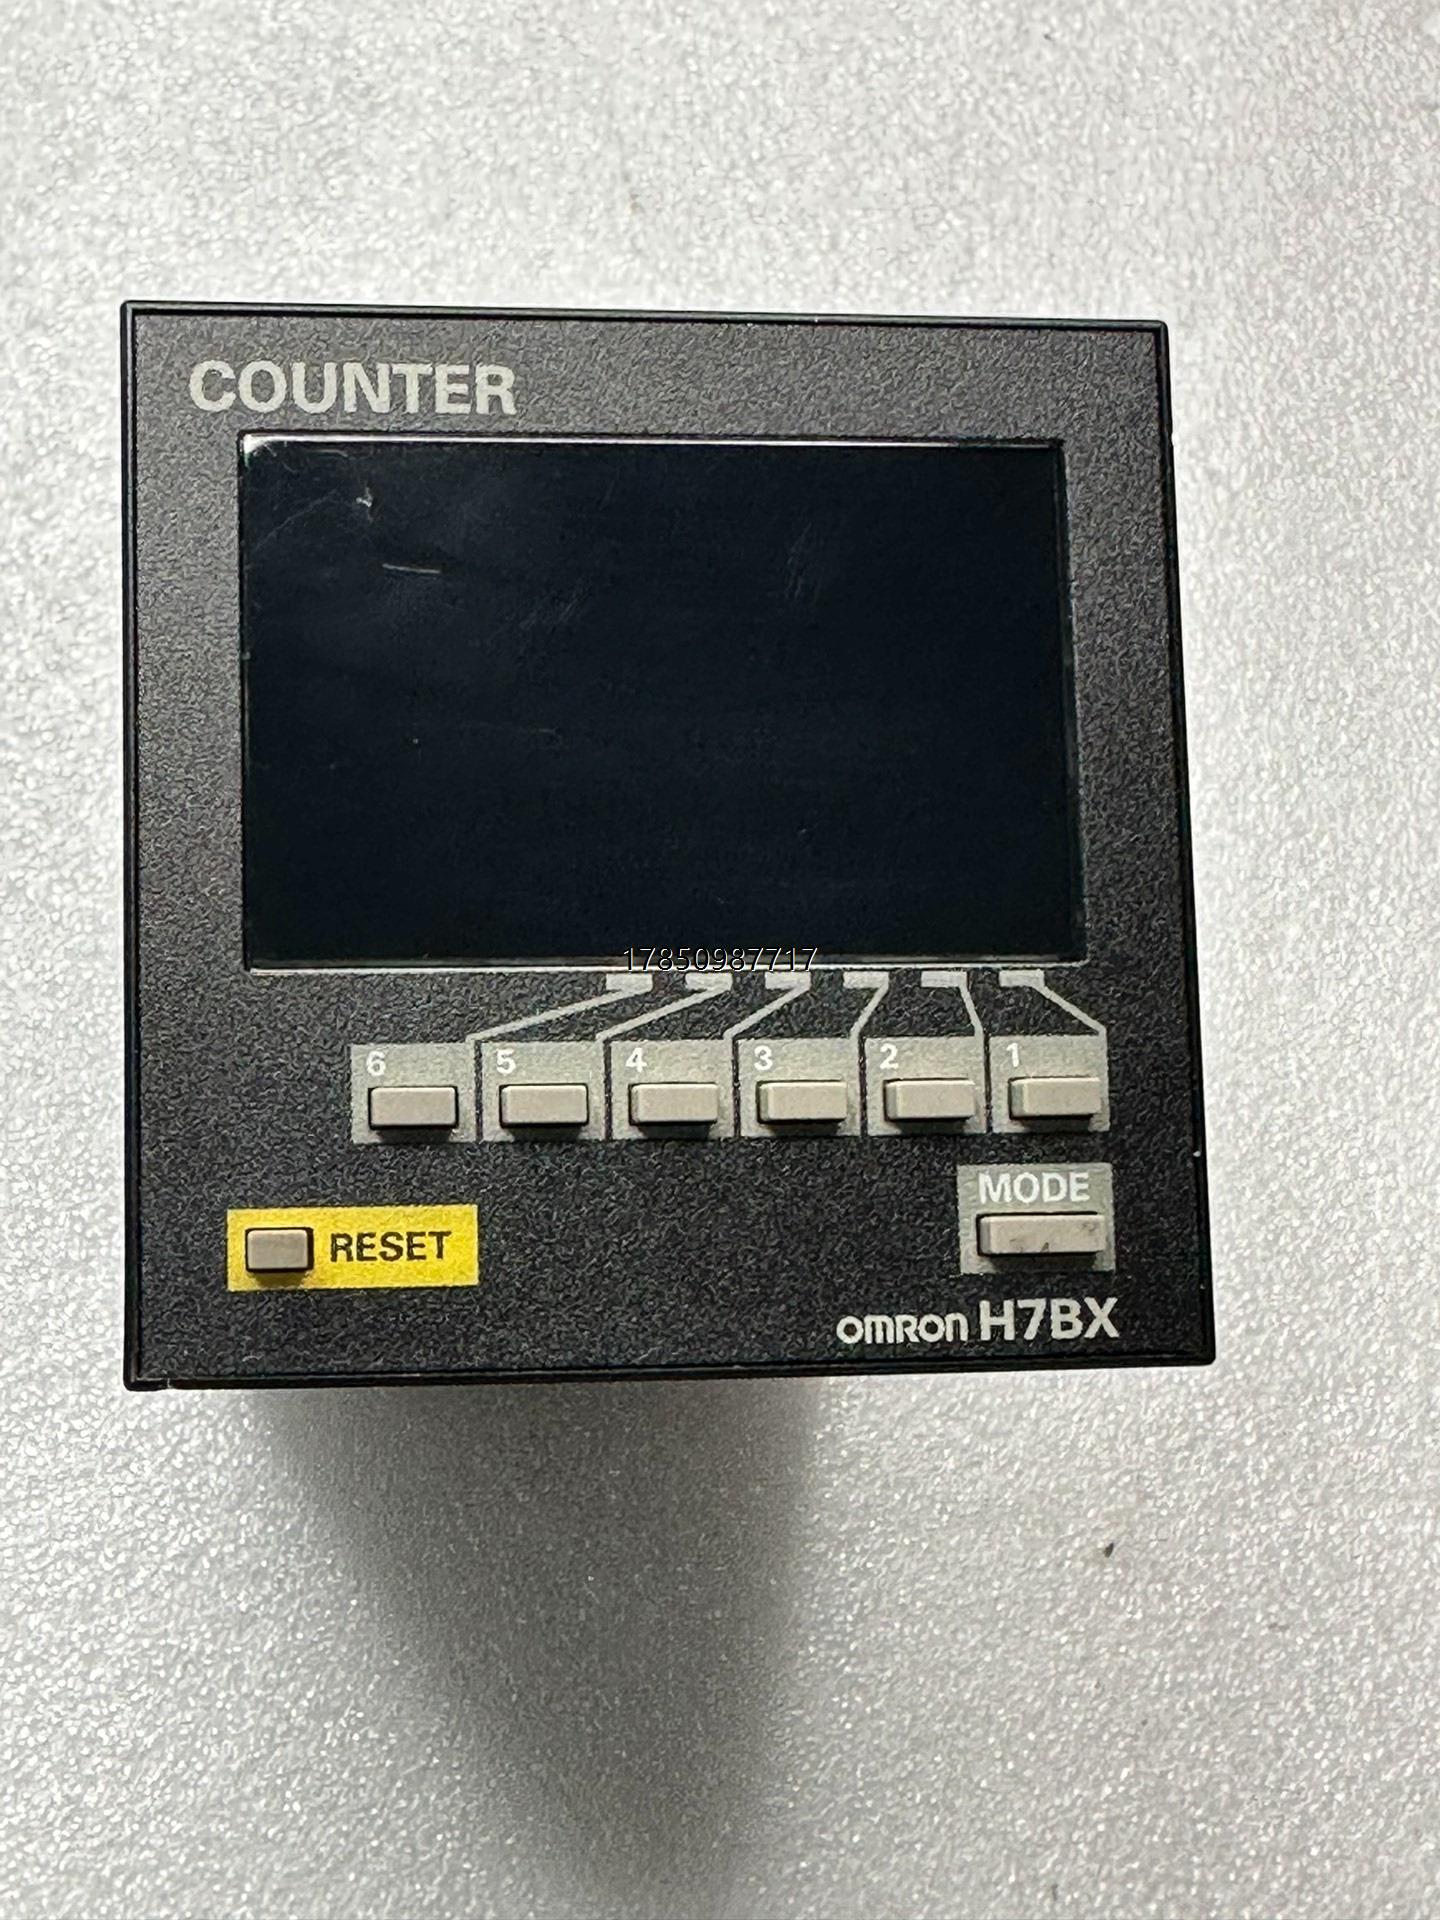 COUNTER
17850987717
6 5 4 3 2 1
MODE
RESET
omron H7BX